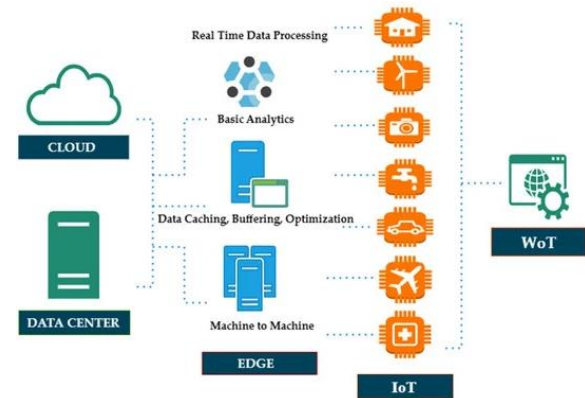 Real Time Data Processing
Basic Analytics
CLOUD
Data Caching, Buffering, Optimization
WoT
DATA CENTER
Machine to Machine
EDGE
IoT